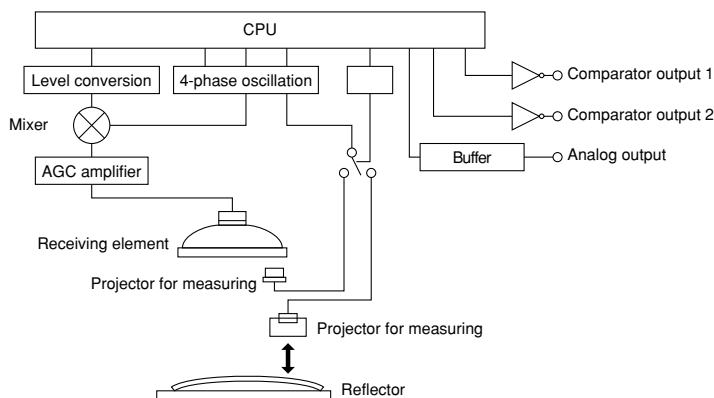 CPU
Level conversion
4-phase oscillation
Comparator output 1
Mixer
Comparator output 2
Buffer
Analog output
AGC amplifier
Receiving element
Projector for measuring
Projector for measuring
Reflector